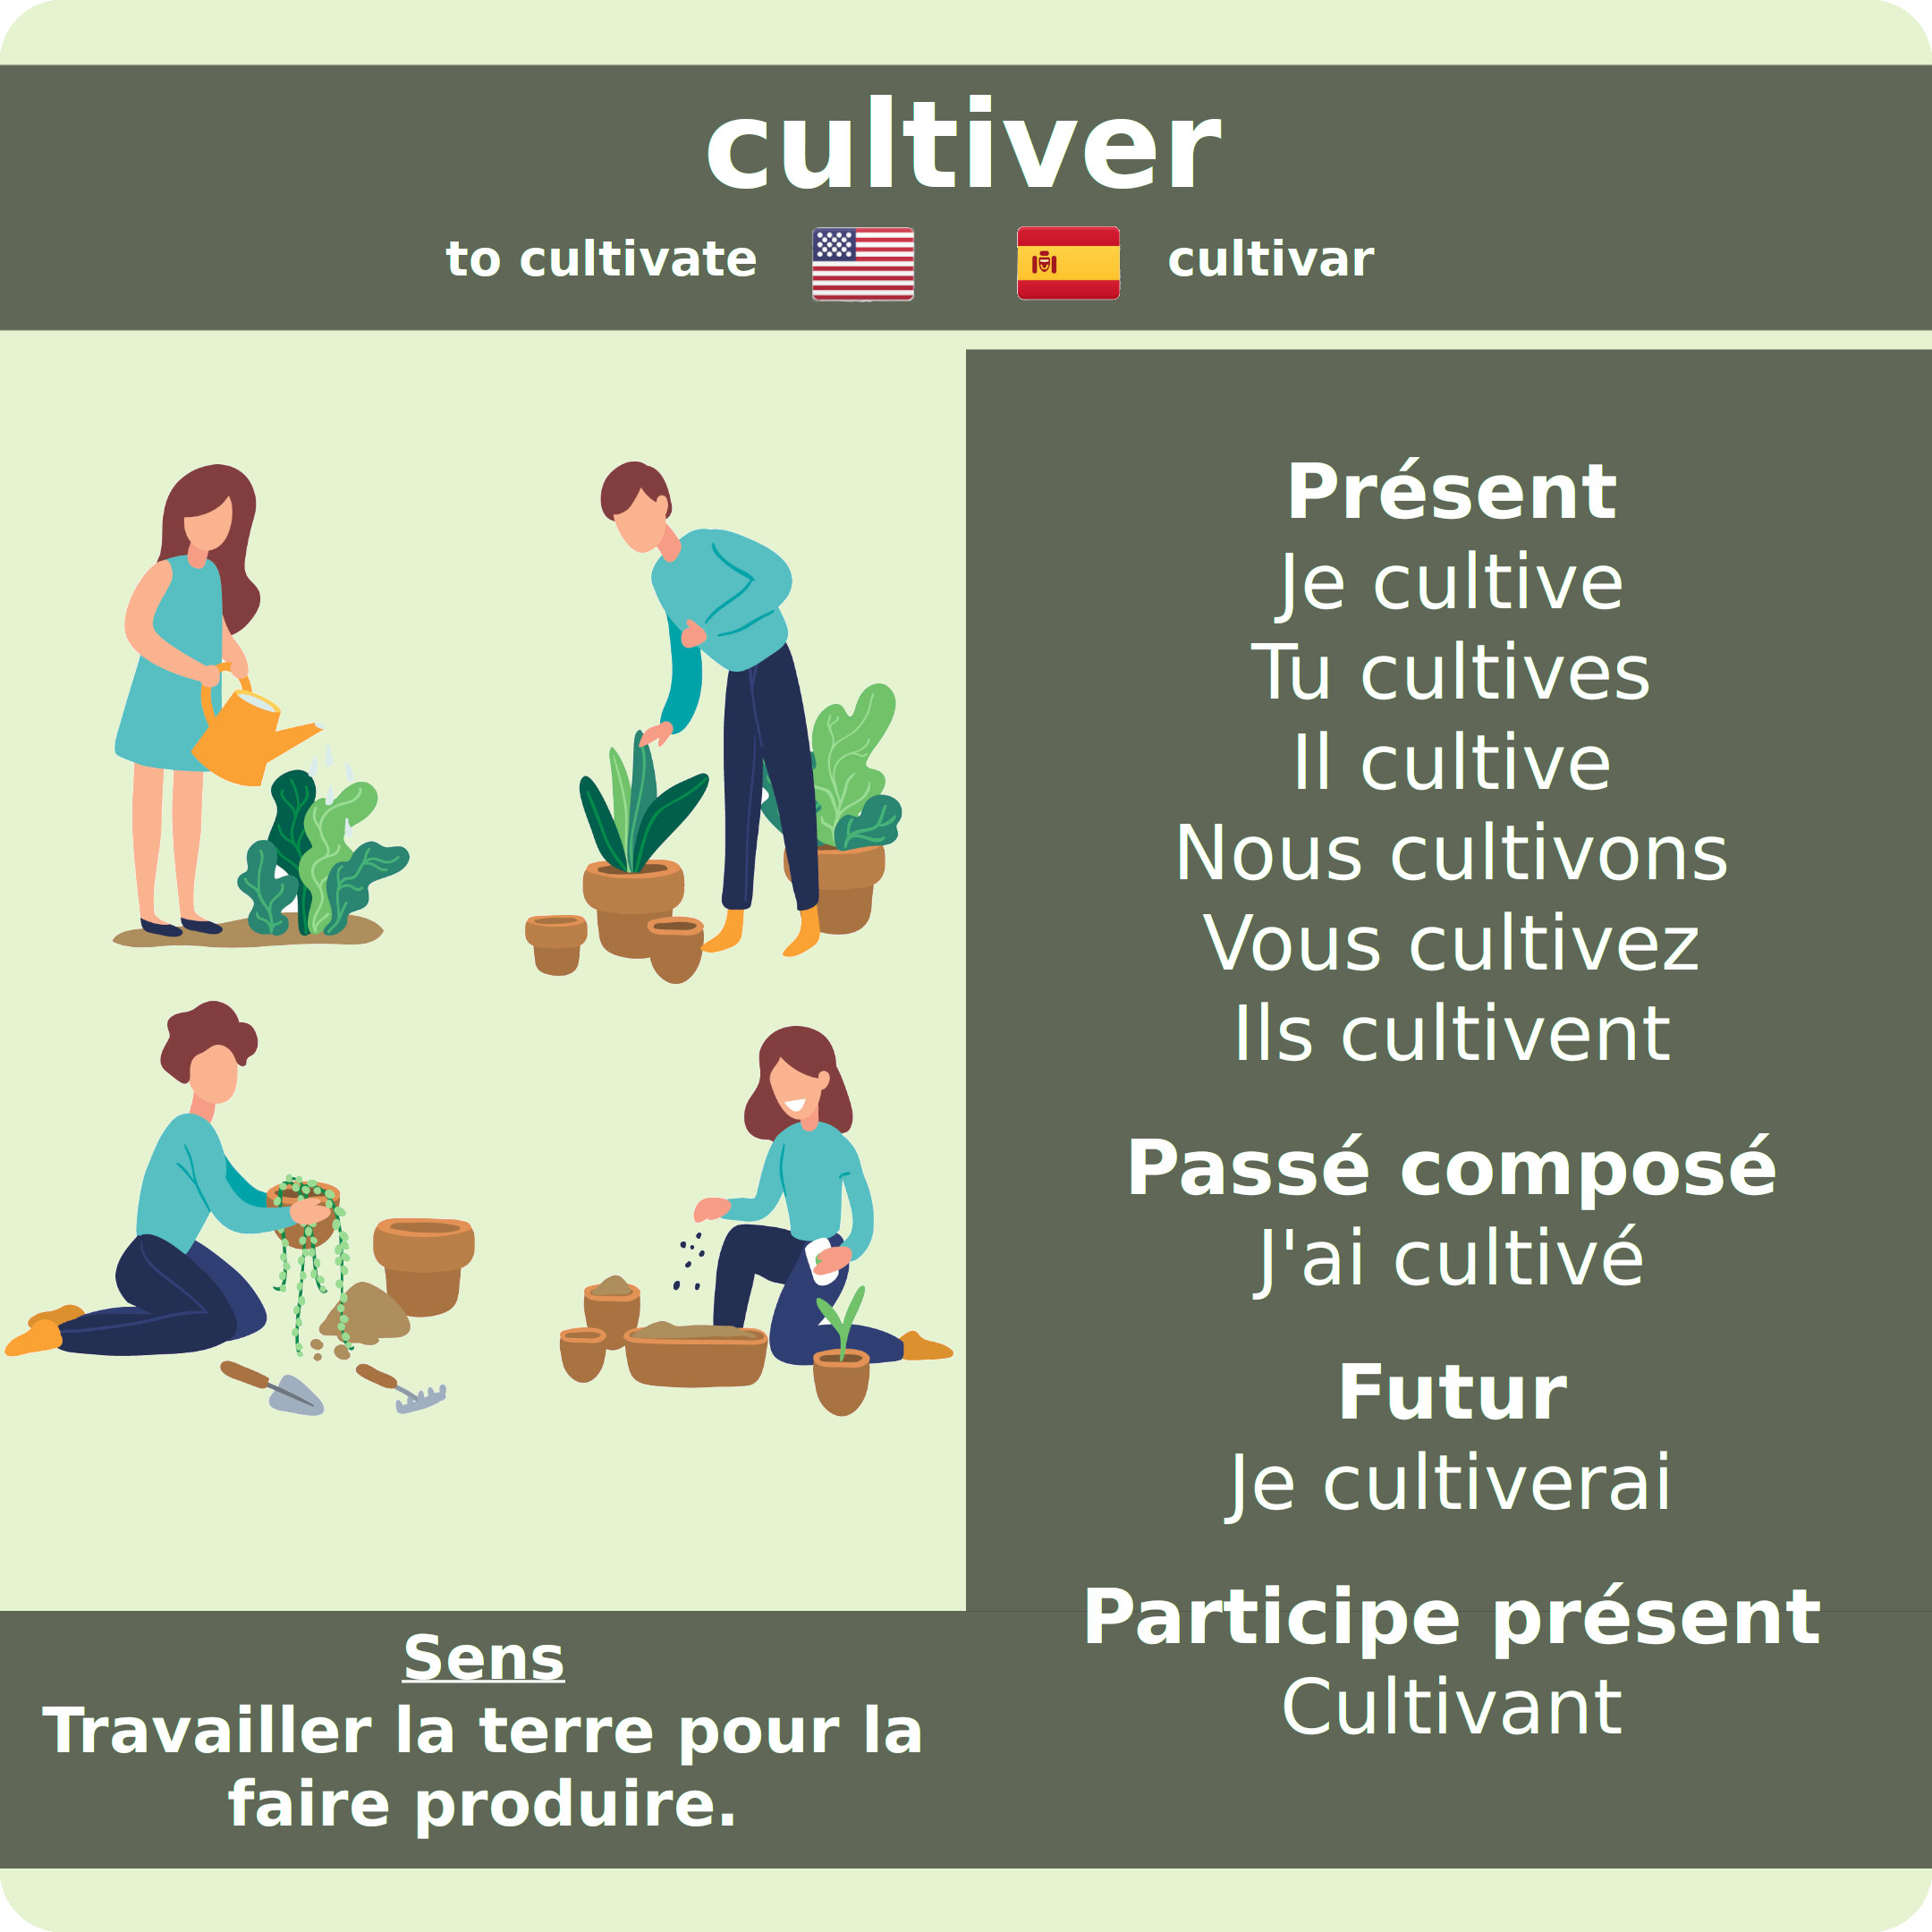 cultiver
to cultivate
cultivar
Présent
Je cultive
Tu cultives
Il cultive
Nous cultivons
Vous cultivez
Ils cultivent
Passé composé
J'ai cultivé
Futur
Je cultiverai
Participe présent
Cultivant
Sens
Travailler la terre pour la
faire produire.